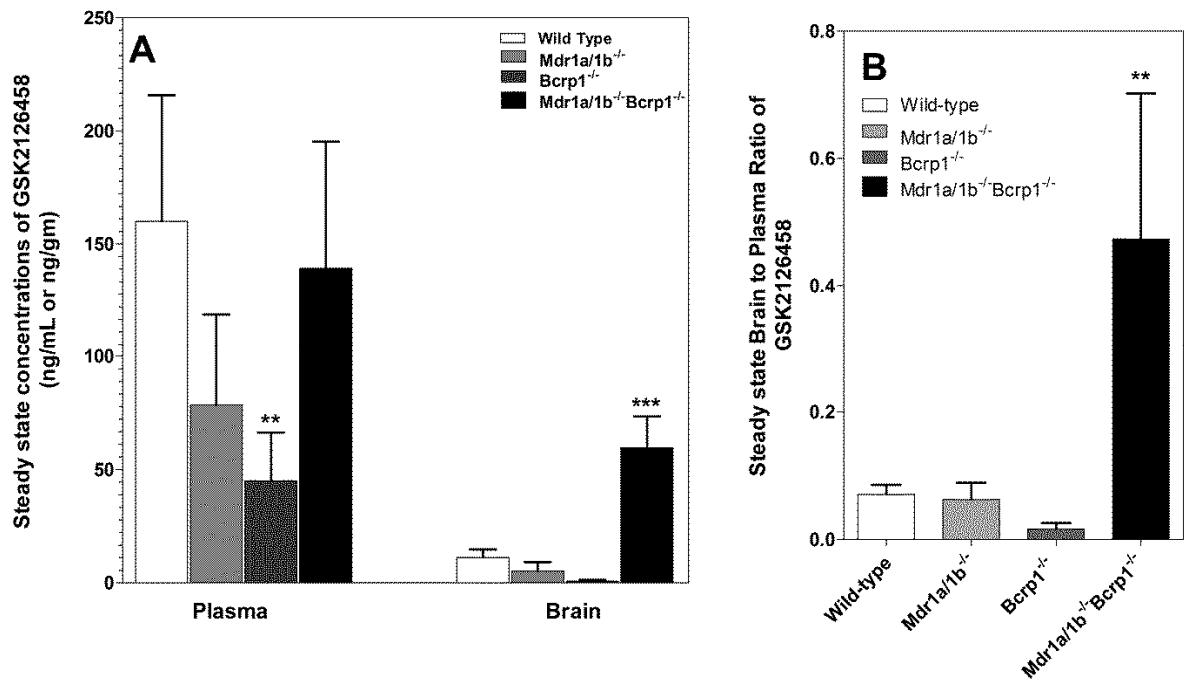 A
Steady state concentrations of GSK2126458
(ng/mL or ng/gm)
250
200
150
100
50
0
Wild Type
Mdr1a/1b-/-
Bcrp1-/-
Mdr1a/1b-/-Bcrp1-/-
**
***
Plasma
Brain
B
Steady state Brain to Plasma Ratio of
GSK2126458
0.8
0.6
0.4
0.2
0.0
Wild-type
Mdr1a/1b-/-
Bcrp1-/-
Mdr1a/1b-/-Bcrp1-/-
**
Wild-type
Mdr1a/1b-/-
Bcrp1-/-
Mdr1a/1b-/-Bcrp1-/-